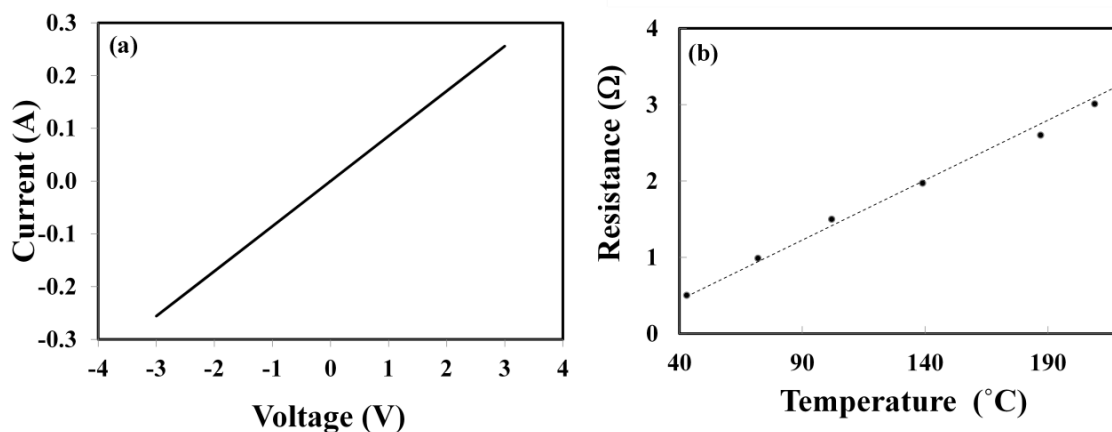 (a)
Current (A)
0.3
0.2
0.1
0.0
-0.1
-0.2
-0.3
-4 -3 -2 -1 0 1 2 3 4
Voltage (V)
(b)
Resistance (Ω)
4
3
2
1
0
40 90 140 190
Temperature (˚C)